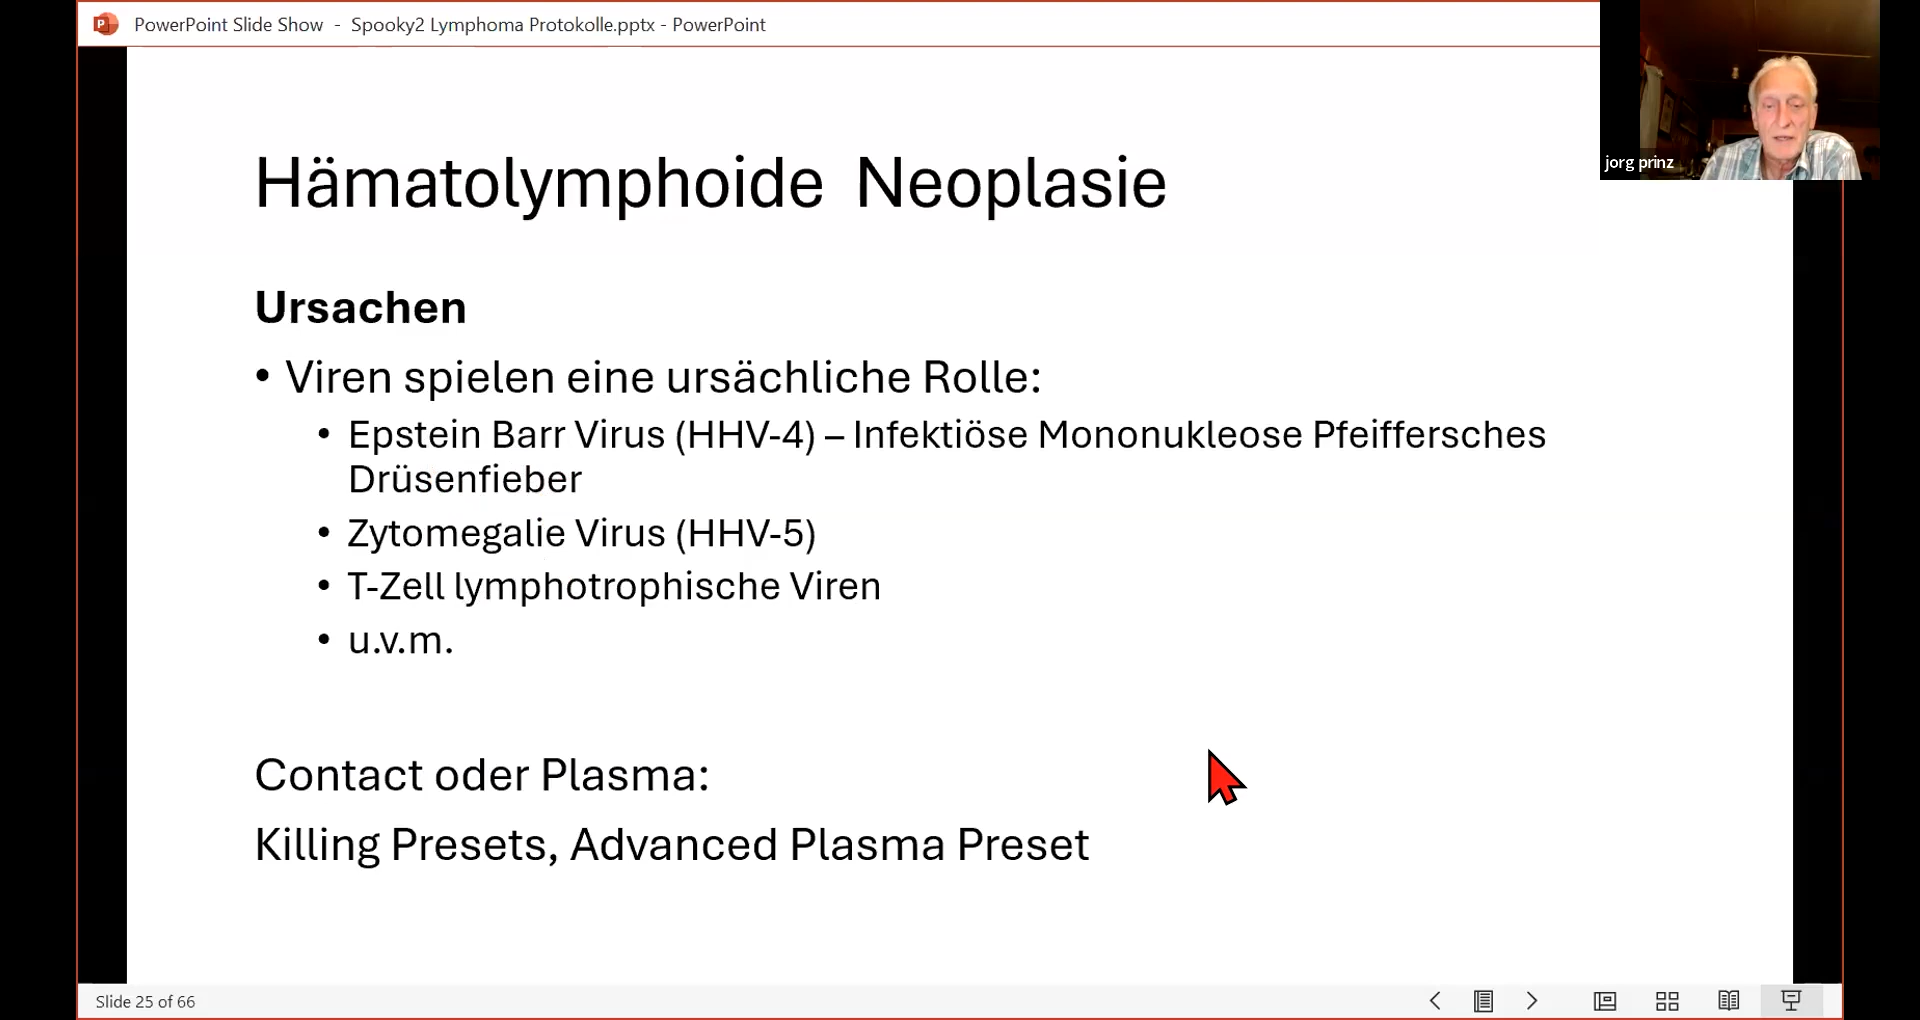 PowerPoint Slide Show - Spooky2 Lymphoma Protokolle.pptx - PowerPoint
jorg prinz
Hämatolymphoide Neoplasie
Ursachen
• Viren spielen eine ursächliche Rolle:
• Epstein Barr Virus (HHV-4) – Infektiöse Mononukleose Pfeiffersches
Drüsenfieber
• Zytomegalie Virus (HHV-5)
• T-Zell lymphotrophische Viren
• u.v.m.
Contact oder Plasma:
Killing Presets, Advanced Plasma Preset
Slide 25 of 66